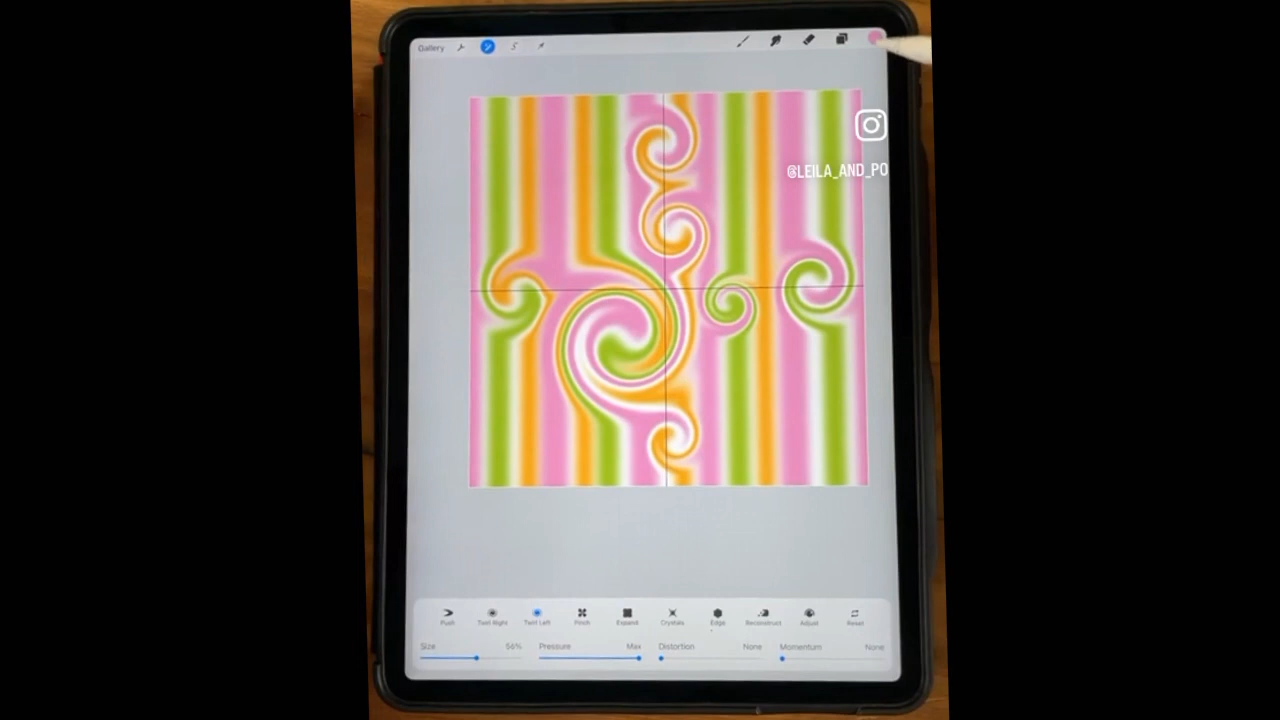 Gallery
@LEILA_AND_PO
Push Twirl Right Twirl Left Pinch Expand Crystals Edge Reconstruct Adjust Reset
Size 56% Pressure Max Distortion None Momentum None